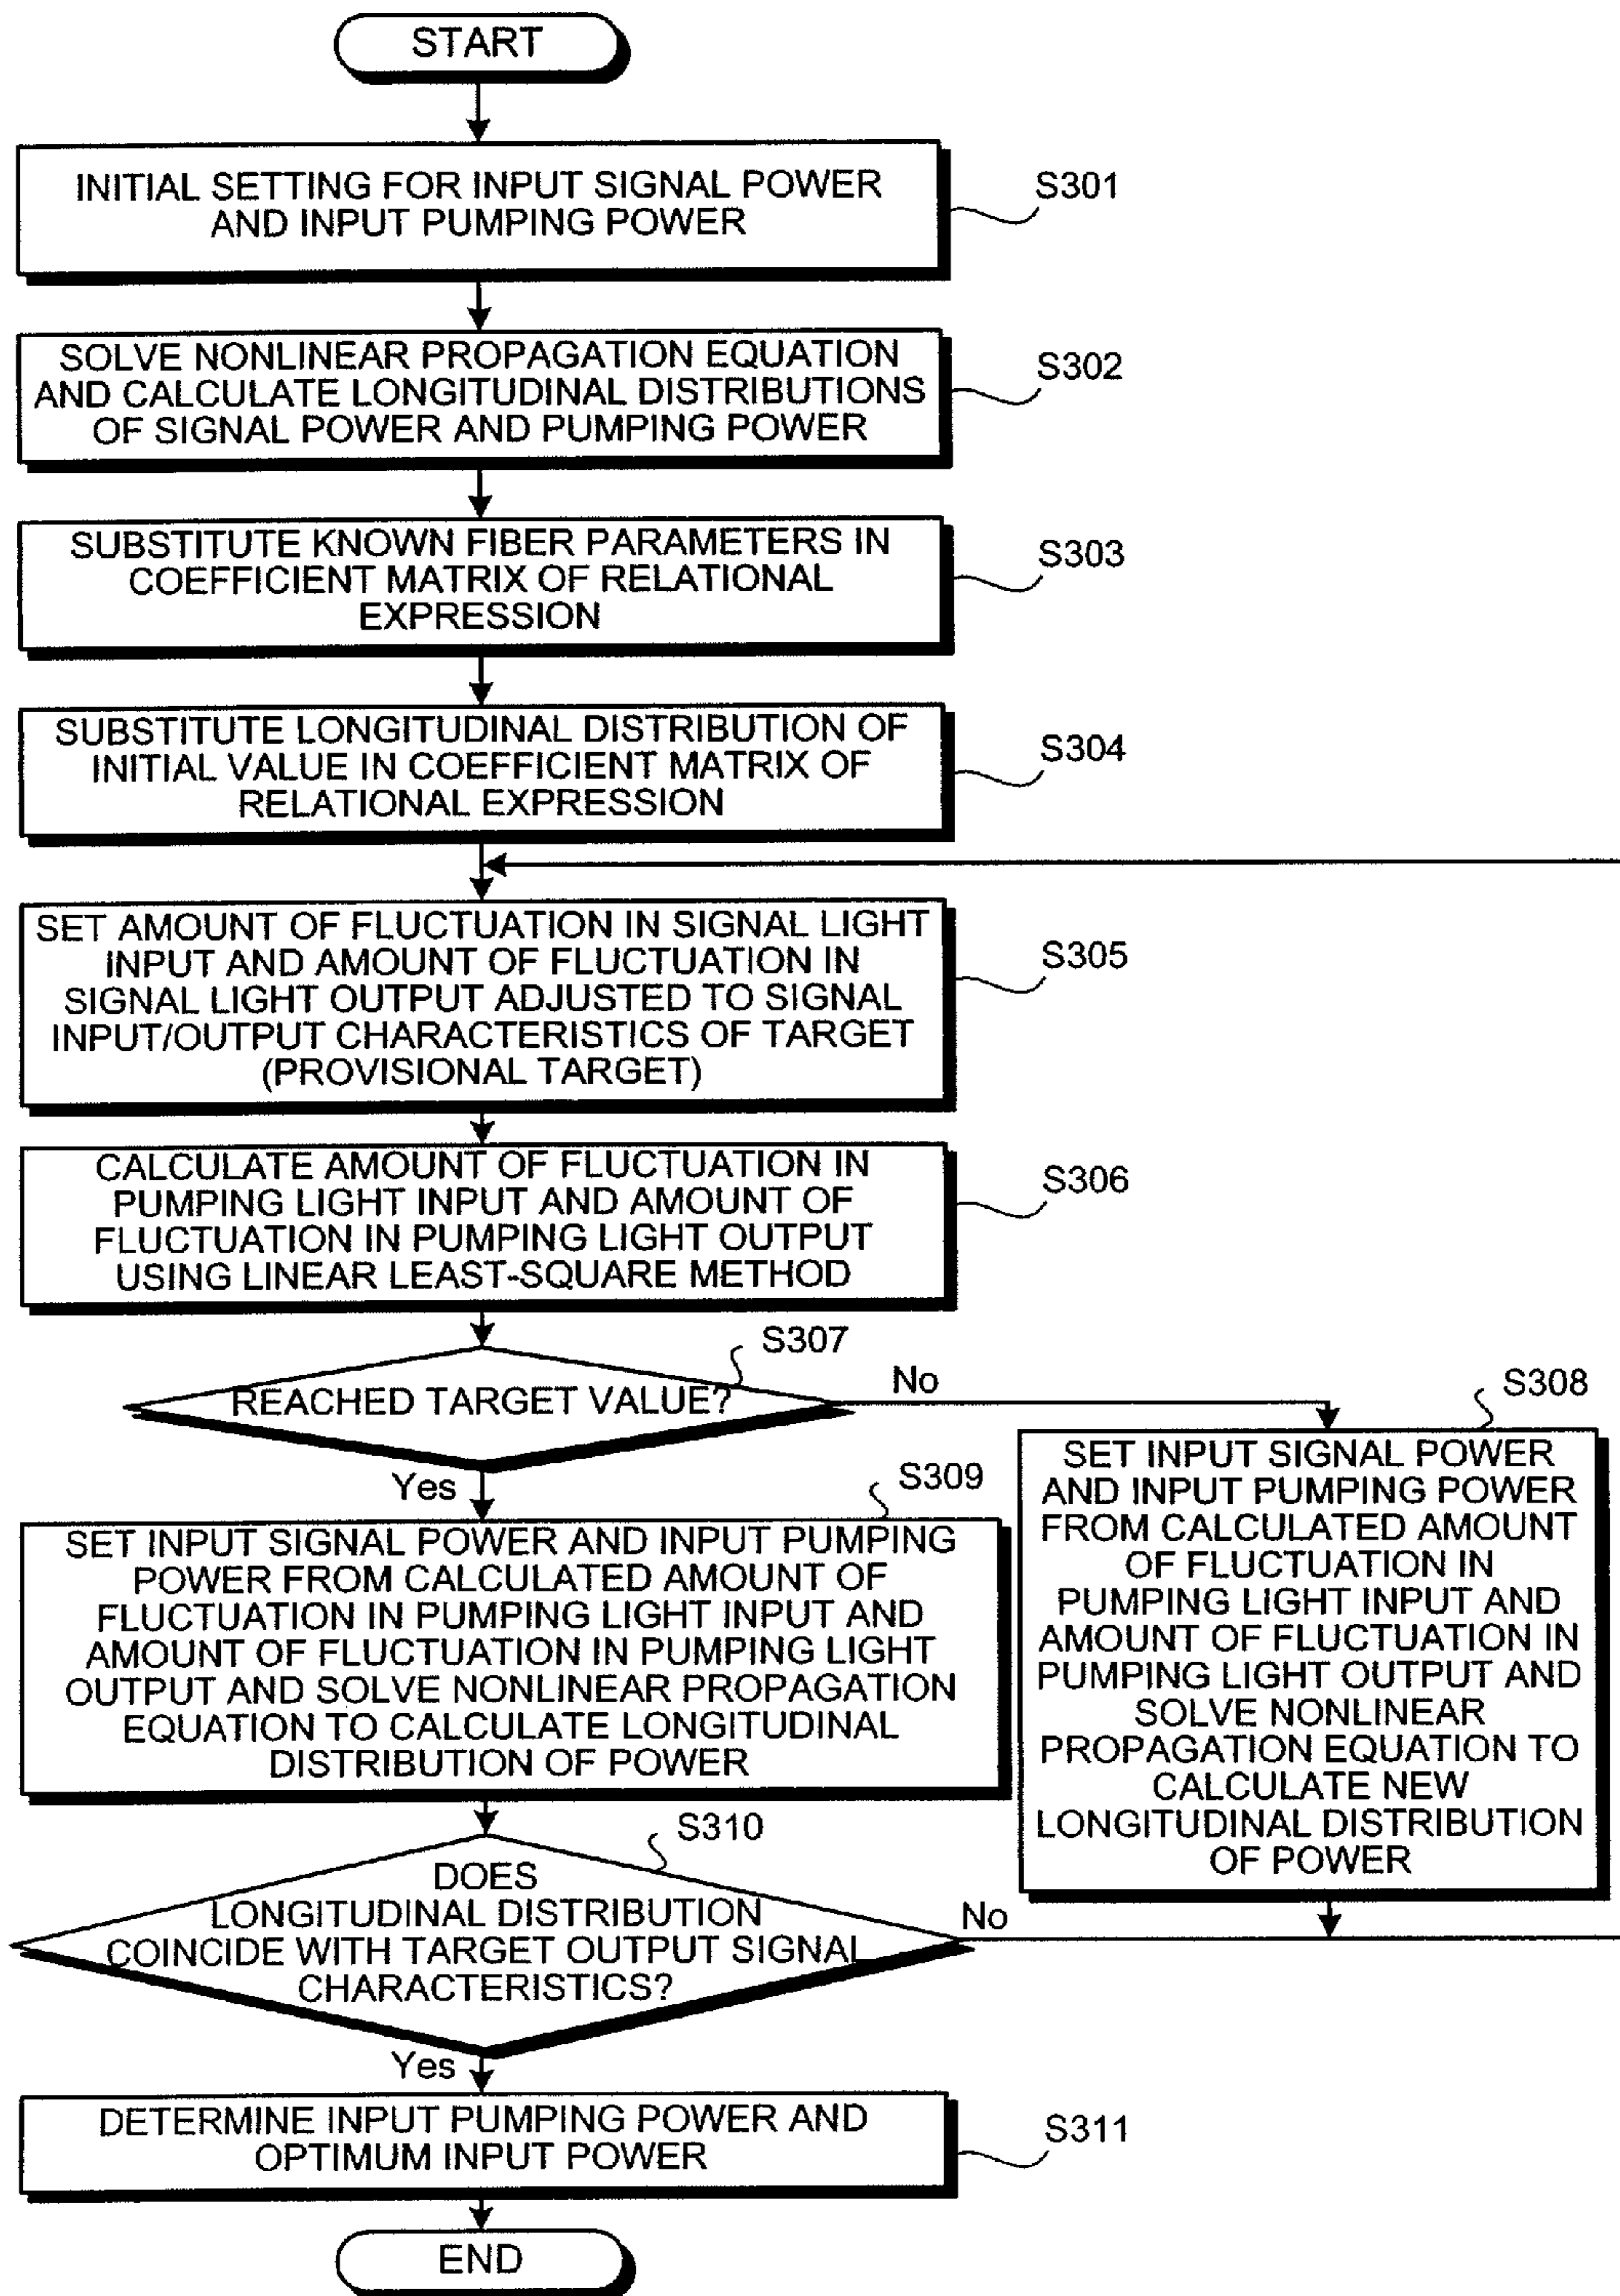 START
INITIAL SETTING FOR INPUT SIGNAL POWER
AND INPUT PUMPING POWER
S301
SOLVE NONLINEAR PROPAGATION EQUATION
AND CALCULATE LONGITUDINAL DISTRIBUTIONS
OF SIGNAL POWER AND PUMPING POWER
S302
SUBSTITUTE KNOWN FIBER PARAMETERS IN
COEFFICIENT MATRIX OF RELATIONAL
EXPRESSION
S303
SUBSTITUTE LONGITUDINAL DISTRIBUTION OF
INITIAL VALUE IN COEFFICIENT MATRIX OF
RELATIONAL EXPRESSION
S304
SET AMOUNT OF FLUCTUATION IN SIGNAL LIGHT
INPUT AND AMOUNT OF FLUCTUATION IN
SIGNAL LIGHT OUTPUT ADJUSTED TO SIGNAL
INPUT/OUTPUT CHARACTERISTICS OF TARGET
(PROVISIONAL TARGET)
S305
CALCULATE AMOUNT OF FLUCTUATION IN
PUMPING LIGHT INPUT AND AMOUNT OF
FLUCTUATION IN PUMPING LIGHT OUTPUT
USING LINEAR LEAST-SQUARE METHOD
S306
S307
REACHED TARGET VALUE?
No
Yes
S308
SET INPUT SIGNAL POWER
AND INPUT PUMPING POWER
FROM CALCULATED AMOUNT
OF FLUCTUATION IN
PUMPING LIGHT INPUT AND
AMOUNT OF FLUCTUATION IN
PUMPING LIGHT OUTPUT AND
SOLVE NONLINEAR
PROPAGATION EQUATION TO
CALCULATE NEW
LONGITUDINAL DISTRIBUTION
OF POWER
S309
SET INPUT SIGNAL POWER AND INPUT PUMPING
POWER FROM CALCULATED AMOUNT OF
FLUCTUATION IN PUMPING LIGHT INPUT AND
AMOUNT OF FLUCTUATION IN PUMPING LIGHT
OUTPUT AND SOLVE NONLINEAR PROPAGATION
EQUATION TO CALCULATE LONGITUDINAL
DISTRIBUTION OF POWER
S310
DOES
LONGITUDINAL DISTRIBUTION
COINCIDE WITH TARGET OUTPUT SIGNAL
CHARACTERISTICS?
No
Yes
DETERMINE INPUT PUMPING POWER AND
OPTIMUM INPUT POWER
S311
END